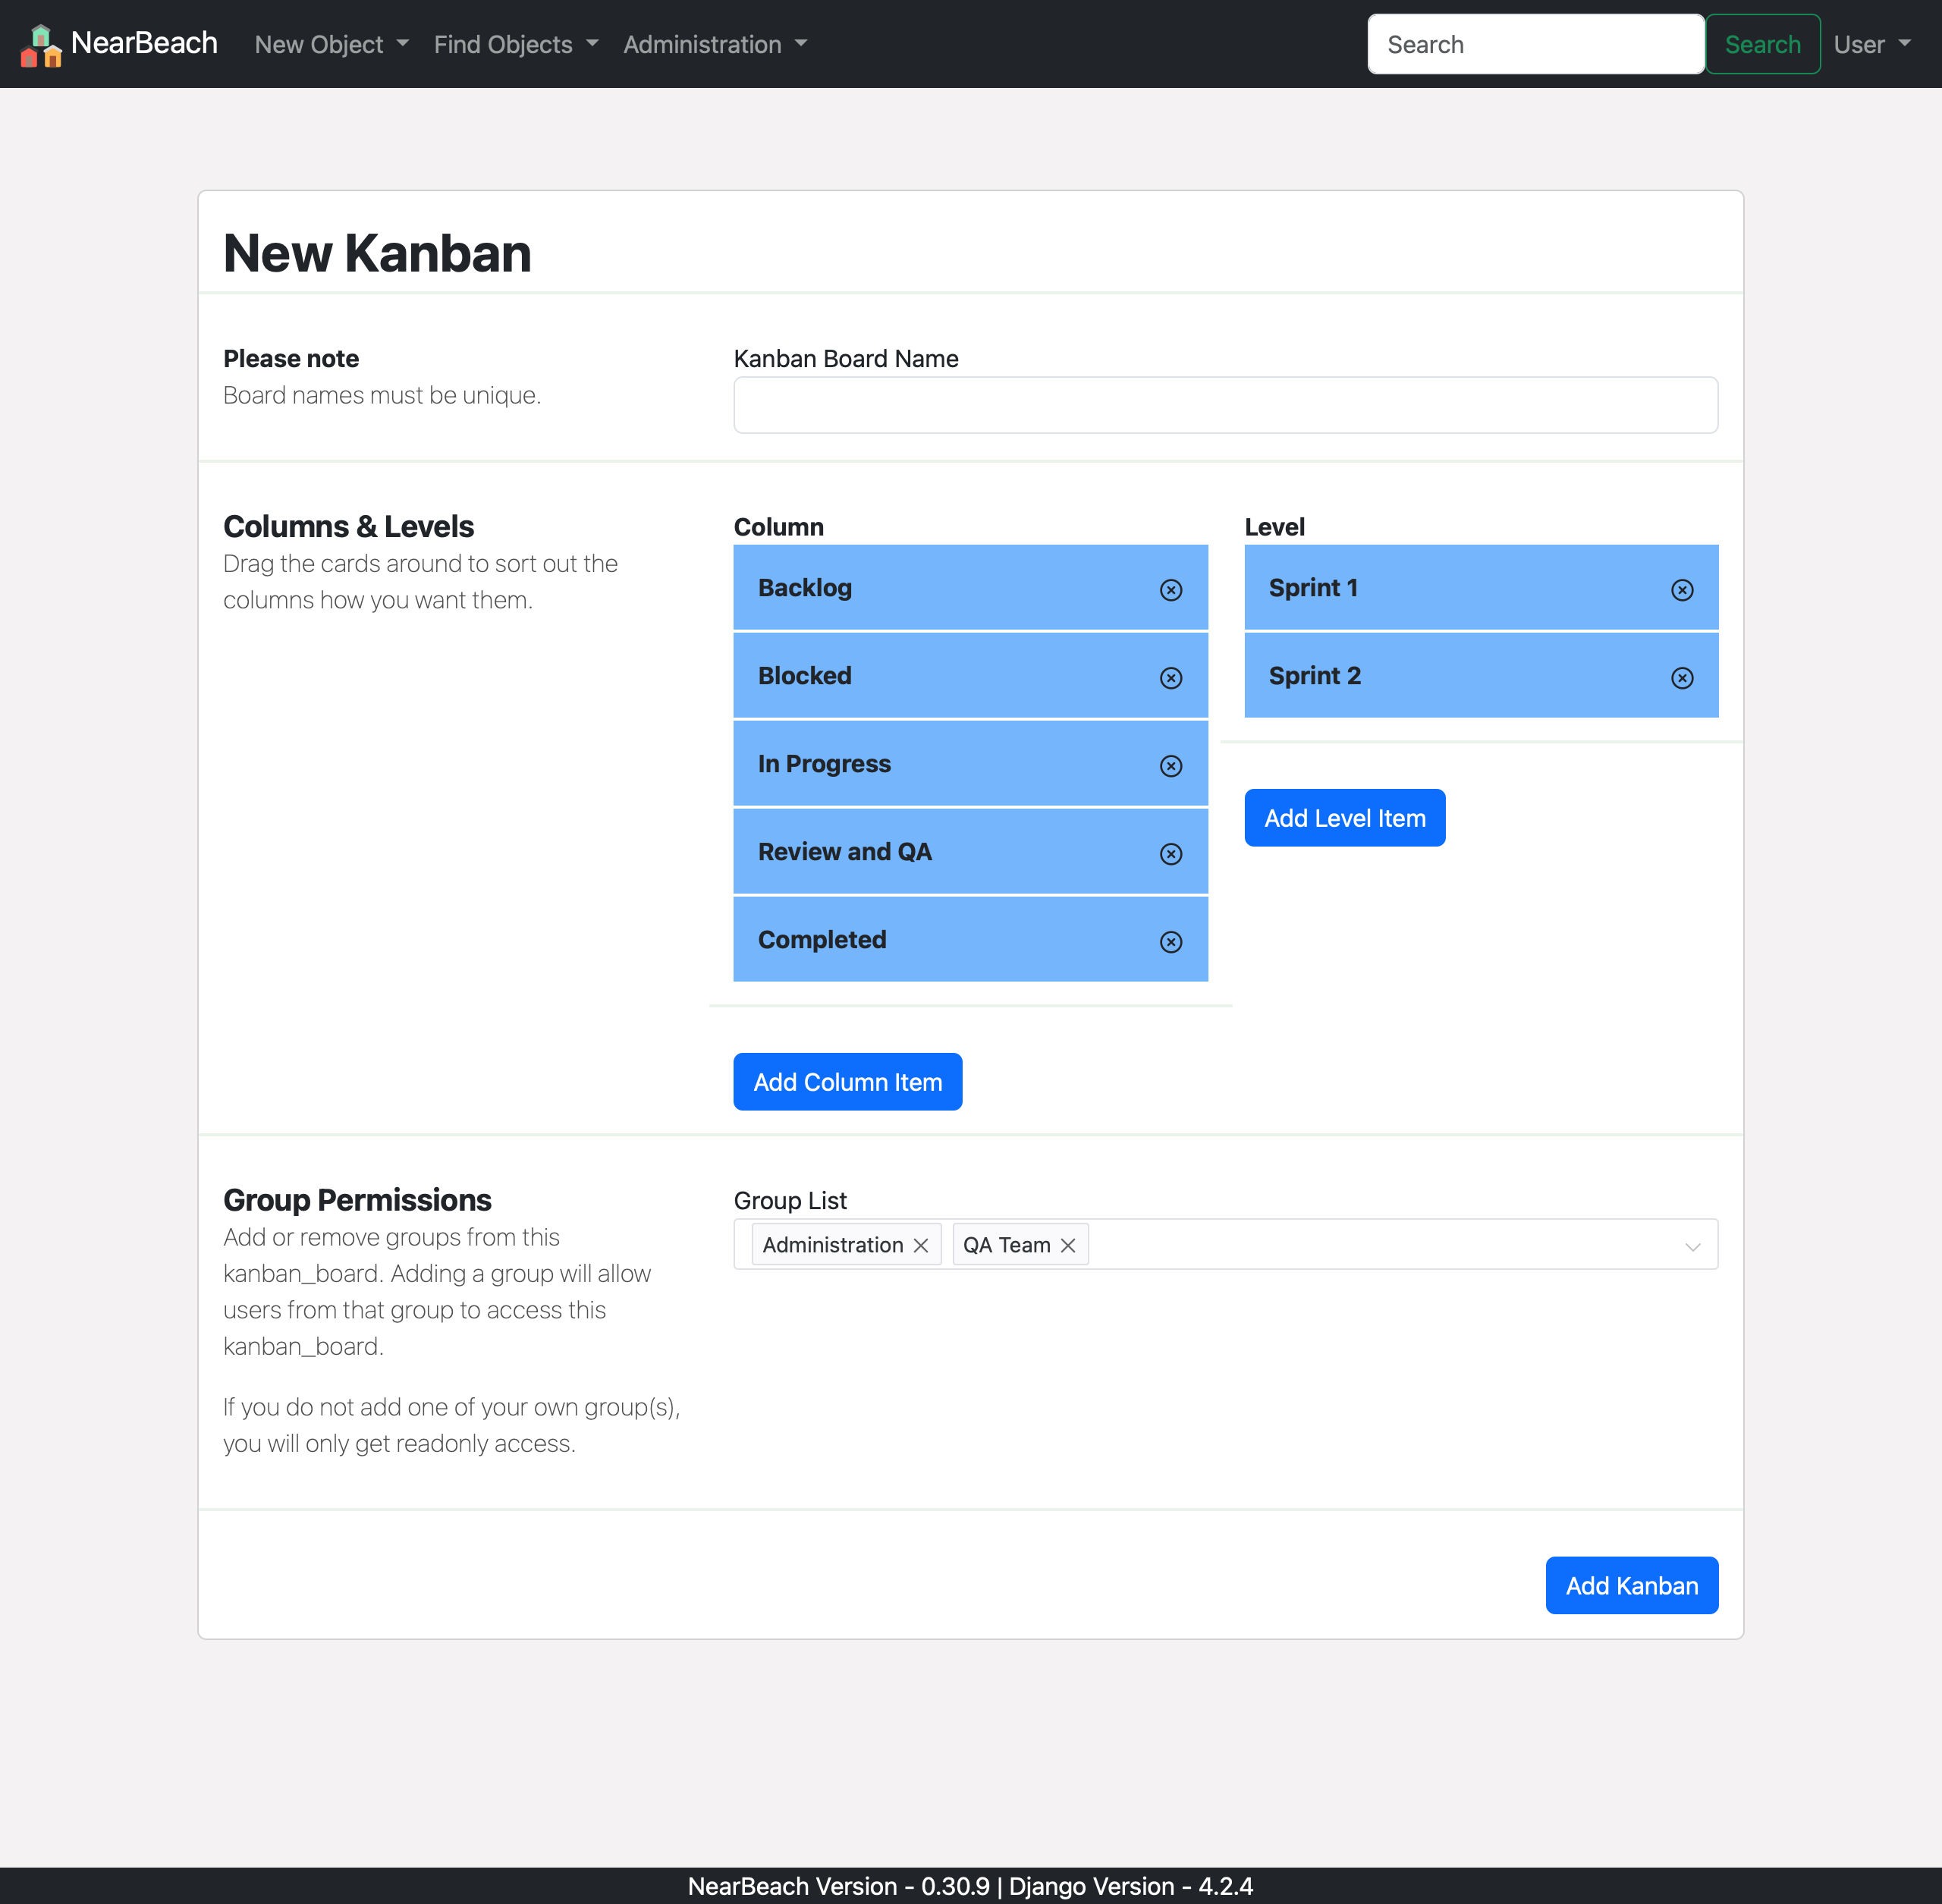 NearBeach New Object Find Objects Administration Search Search User
New Kanban
Please note
Board names must be unique.
Kanban Board Name
Columns & Levels
Drag the cards around to sort out the
columns how you want them.
Column
Backlog
Blocked
In Progress
Review and QA
Completed
Add Column Item
Level
Sprint 1
Sprint 2
Add Level Item
Group Permissions
Add or remove groups from this
kanban_board. Adding a group will allow
users from that group to access this
kanban_board.
If you do not add one of your own group(s),
you will only get readonly access.
Group List
Administration QA Team
Add Kanban
NearBeach Version - 0.30.9 | Django Version - 4.2.4